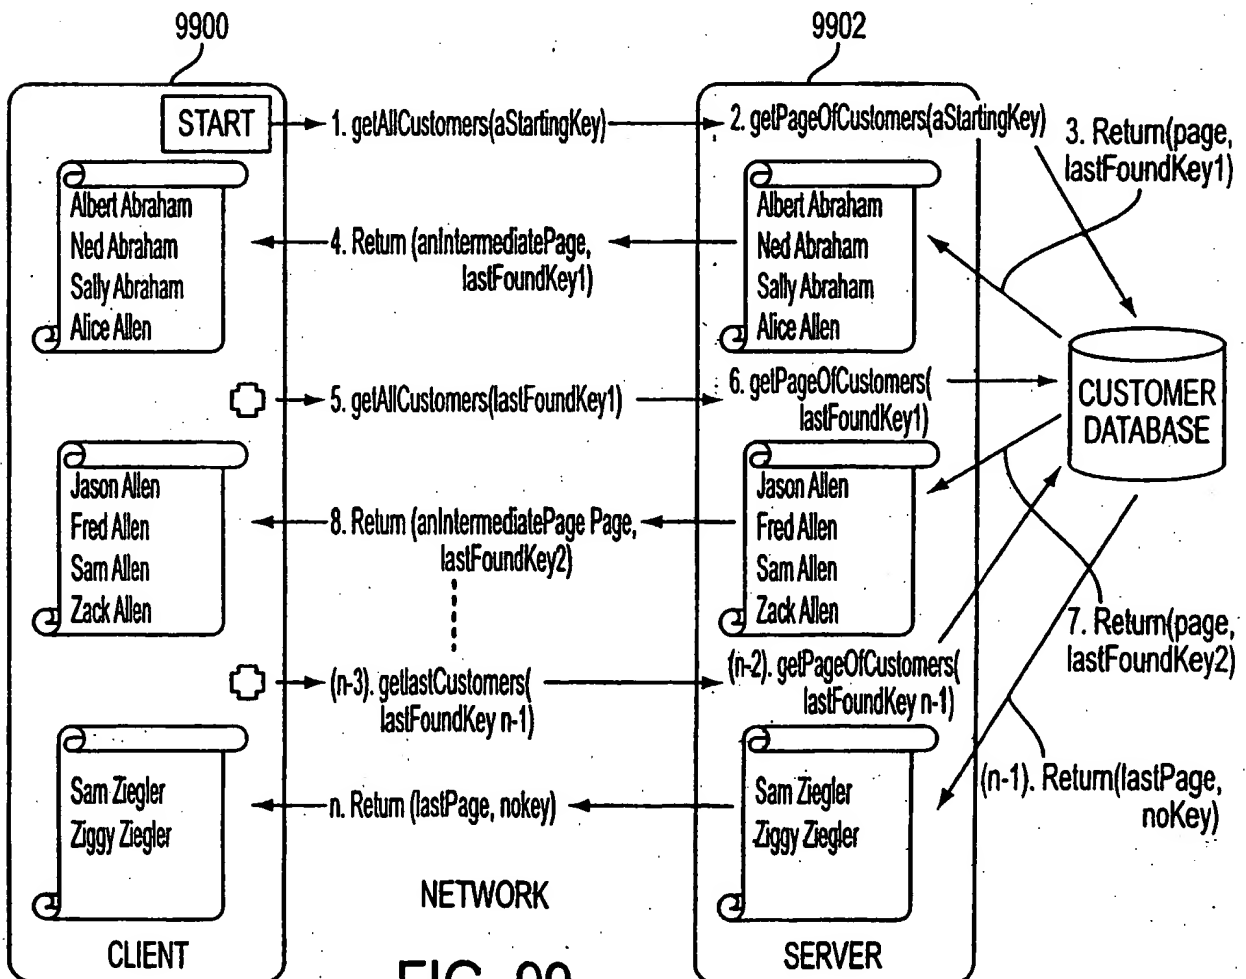 9900
9902
START
1. getAllCustomers(aStartingKey)
2. getPageOfCustomers(aStartingKey)
3. Return(page,
lastFoundKey1)
Albert Abraham
Ned Abraham
Sally Abraham
Alice Allen
4. Return (anIntermediatePage,
lastFoundKey1)
Albert Abraham
Ned Abraham
Sally Abraham
Alice Allen
CUSTOMER
DATABASE
5. getAllCustomers(lastFoundKey1)
6. getPageOfCustomers(
lastFoundKey1)
Jason Allen
Fred Allen
Sam Allen
Zack Allen
8. Return (anIntermediatePage Page,
lastFoundKey2)
Jason Allen
Fred Allen
Sam Allen
Zack Allen
7. Return(page,
lastFoundKey2)
(n-3). getlastCustomers(
lastFoundKey n-1)
(n-2). getPageOfCustomers(
lastFoundKey n-1)
Sam Ziegler
Ziggy Ziegler
n. Return (lastPage, nokey)
Sam Ziegler
Ziggy Ziegler
(n-1). Return(lastPage,
noKey)
NETWORK
CLIENT
SERVER
FIG. 99